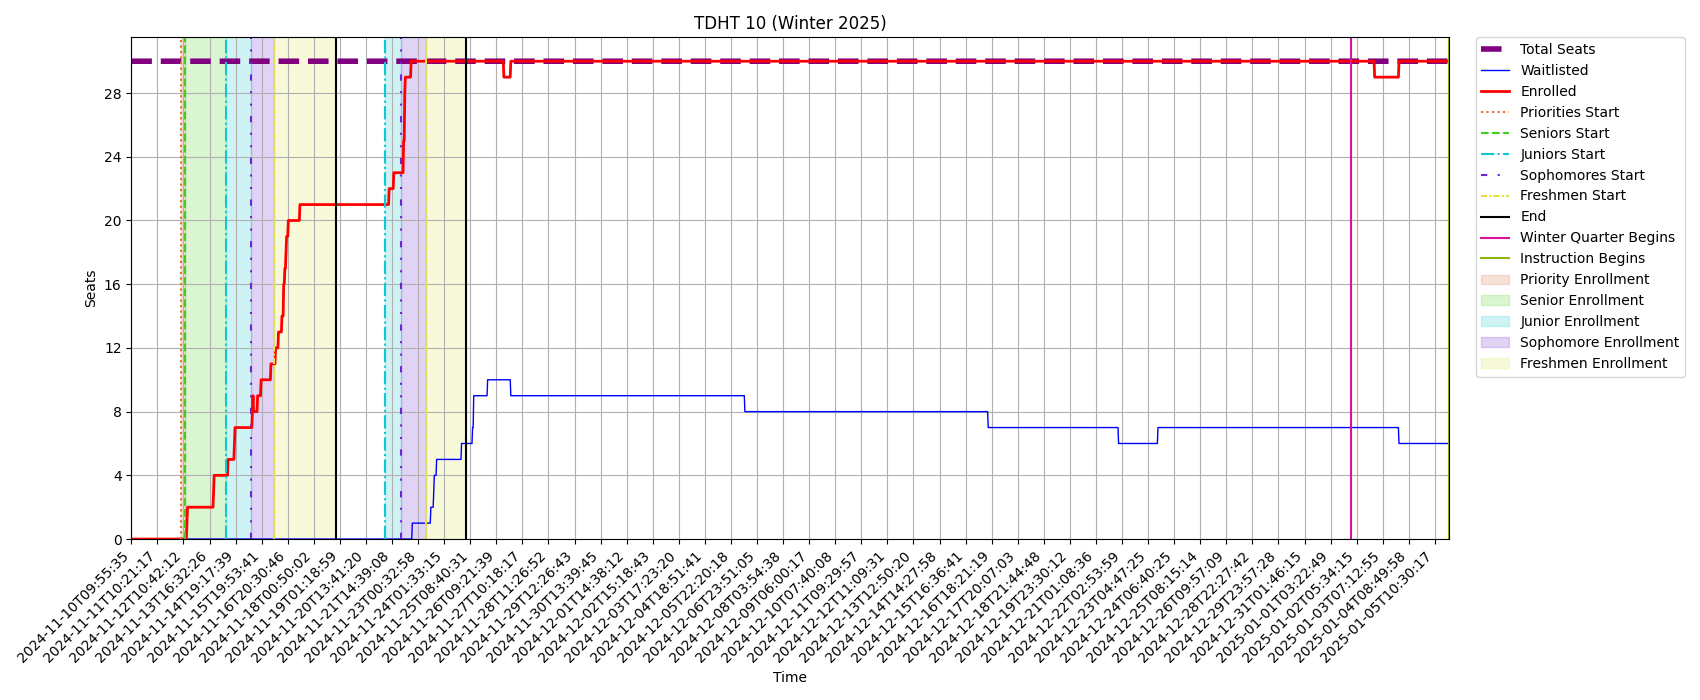 TDHT 10 (Winter 2025)
Seats
28
24
20
16
12
8
4
0
2024-11-10T09:55:35
2024-11-11T10:21:17
2024-11-12T10:42:12
2024-11-13T16:32:26
2024-11-14T19:17:39
2024-11-15T19:53:41
2024-11-16T20:30:46
2024-11-18T00:50:02
2024-11-19T01:18:59
2024-11-20T13:41:20
2024-11-21T14:39:08
2024-11-23T00:32:58
2024-11-24T01:33:15
2024-11-25T08:40:31
2024-11-26T09:21:39
2024-11-27T10:18:17
2024-11-28T11:26:52
2024-11-29T12:26:43
2024-11-30T13:39:45
2024-12-01T14:38:12
2024-12-02T15:18:43
2024-12-03T17:23:20
2024-12-04T18:51:41
2024-12-05T22:20:18
2024-12-06T23:51:05
2024-12-08T03:54:38
2024-12-09T06:00:17
2024-12-10T07:40:08
2024-12-11T09:29:57
2024-12-12T11:09:31
2024-12-13T12:50:20
2024-12-14T14:27:58
2024-12-15T16:36:41
2024-12-16T18:21:19
2024-12-17T20:07:03
2024-12-18T21:44:48
2024-12-19T23:30:12
2024-12-21T01:08:36
2024-12-22T02:53:59
2024-12-23T04:47:25
2024-12-24T06:40:25
2024-12-25T08:15:14
2024-12-26T09:57:09
2024-12-28T22:27:42
2024-12-29T23:57:28
2024-12-31T01:46:15
2025-01-01T03:22:49
2025-01-02T05:34:15
2025-01-03T07:12:55
2025-01-04T08:49:58
2025-01-05T10:30:17
Time
Total Seats
Waitlisted
Enrolled
Priorities Start
Seniors Start
Juniors Start
Sophomores Start
Freshmen Start
End
Winter Quarter Begins
Instruction Begins
Priority Enrollment
Senior Enrollment
Junior Enrollment
Sophomore Enrollment
Freshmen Enrollment